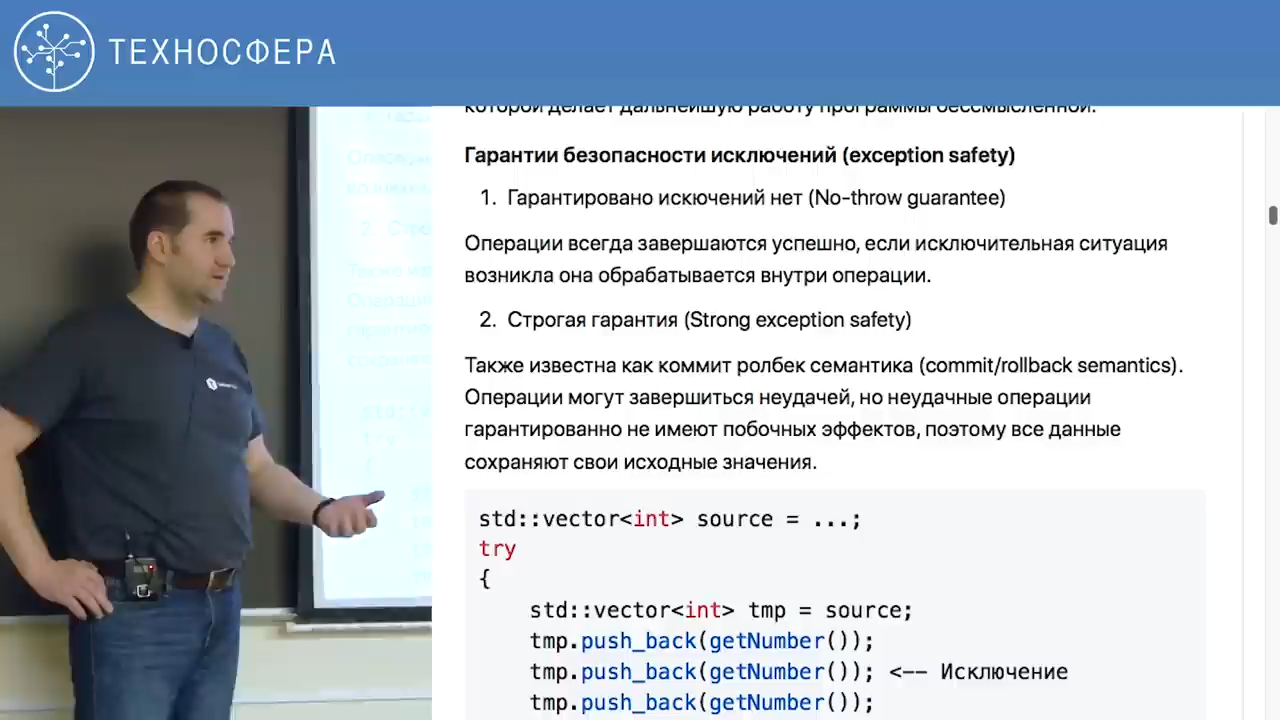 ТЕХНОСФЕРА
которой делает дальнейшую работу программы бессмысленной.
Гарантии безопасности исключений (exception safety)
1. Гарантировано искючений нет (No-throw guarantee)
Операции всегда завершаются успешно, если исключительная ситуация
возникла она обрабатывается внутри операции.
2. Строгая гарантия (Strong exception safety)
Также известна как коммит ролбек семантика (commit/rollback semantics).
Операции могут завершиться неудачей, но неудачные операции
гарантированно не имеют побочных эффектов, поэтому все данные
сохраняют свои исходные значения.
std::vector<int> source = ...;
try
{
    std::vector<int> tmp = source;
    tmp.push_back(getNumber());
    tmp.push_back(getNumber()); <-- Исключение
    tmp.push_back(getNumber());